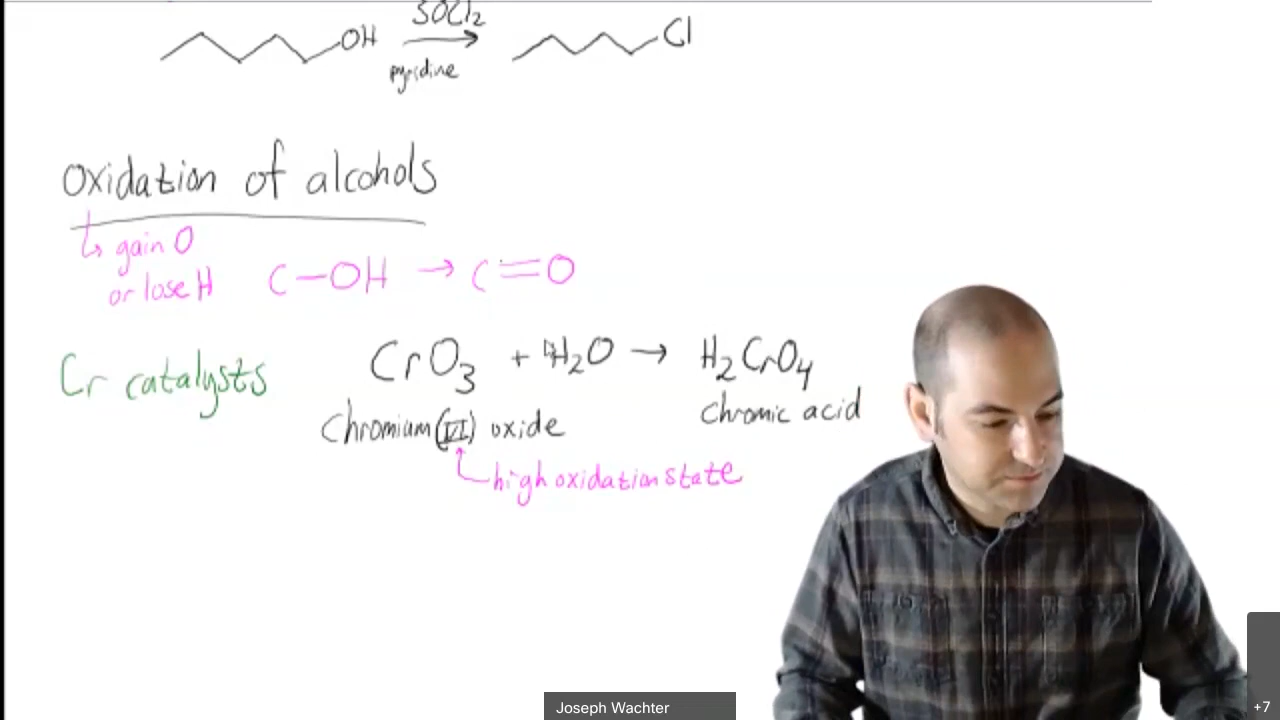 OH SOCl2 Cl
pyridine
Oxidation of alcohols
↳ gain O
or lose H C—OH → C=O
Cr catalysts CrO3 + H2O → H2CrO4
Chromium(VI) oxide chromic acid
high oxidation state
Joseph Wachter
+7